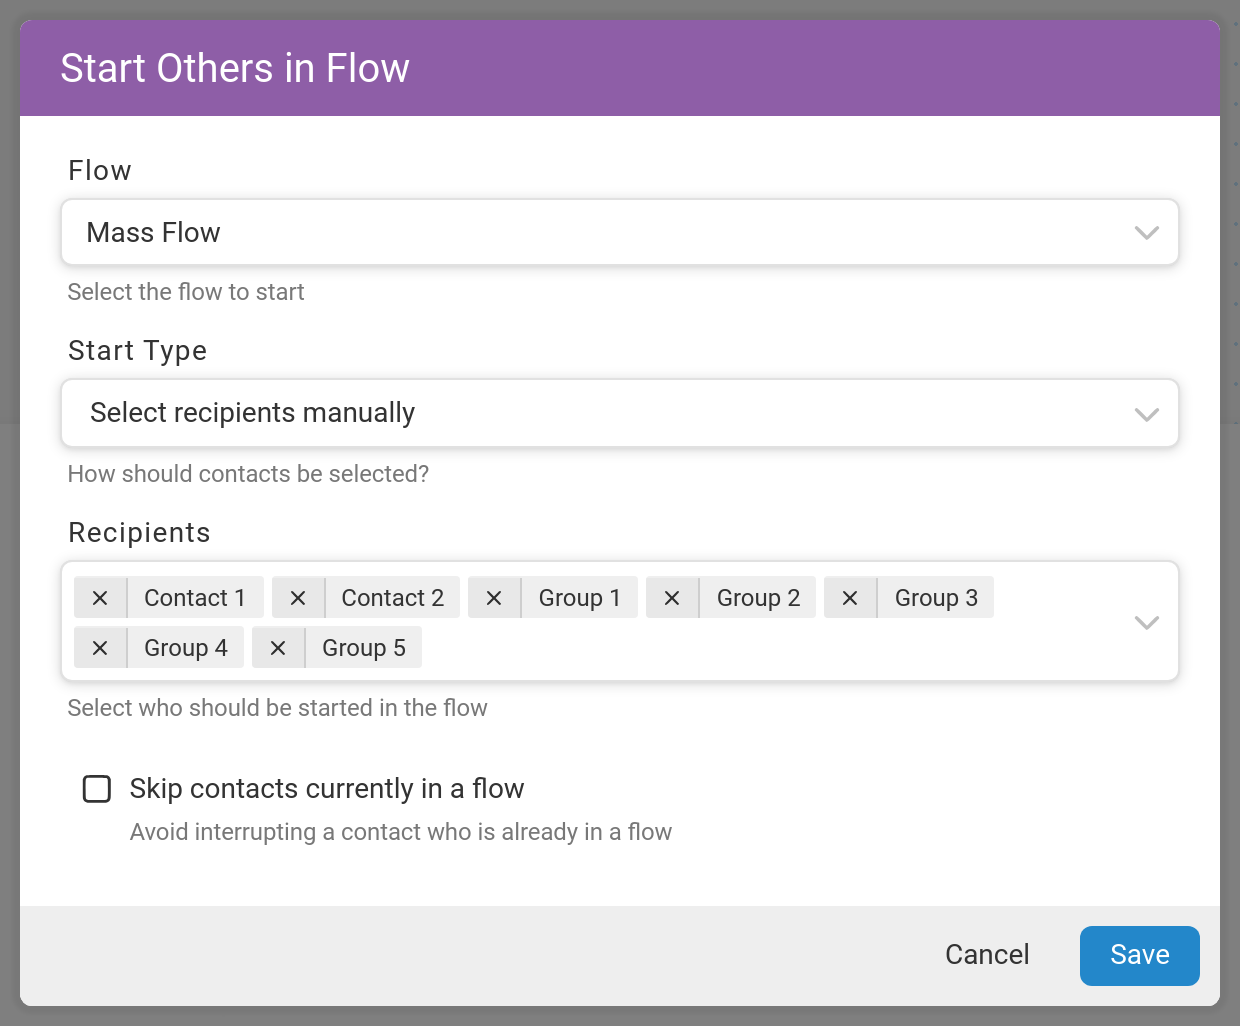 Start Others in Flow
Flow
Mass Flow
Select the flow to start
Start Type
Select recipients manually
How should contacts be selected?
Recipients
Contact 1 Contact 2 Group 1 Group 2 Group 3
Group 4 Group 5
Select who should be started in the flow
Skip contacts currently in a flow
Avoid interrupting a contact who is already in a flow
Cancel Save